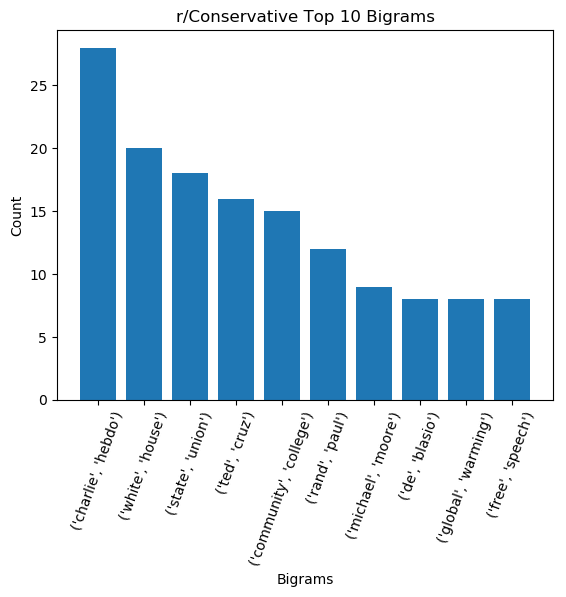 r/Conservative Top 10 Bigrams
Count
25
20
15
10
5
0
('charlie', 'hebdo')
('white', 'house')
('state', 'union')
('ted', 'cruz')
('community', 'college')
('rand', 'paul')
('michael', 'moore')
('de', 'blasio')
('global', 'warming')
('free', 'speech')
Bigrams